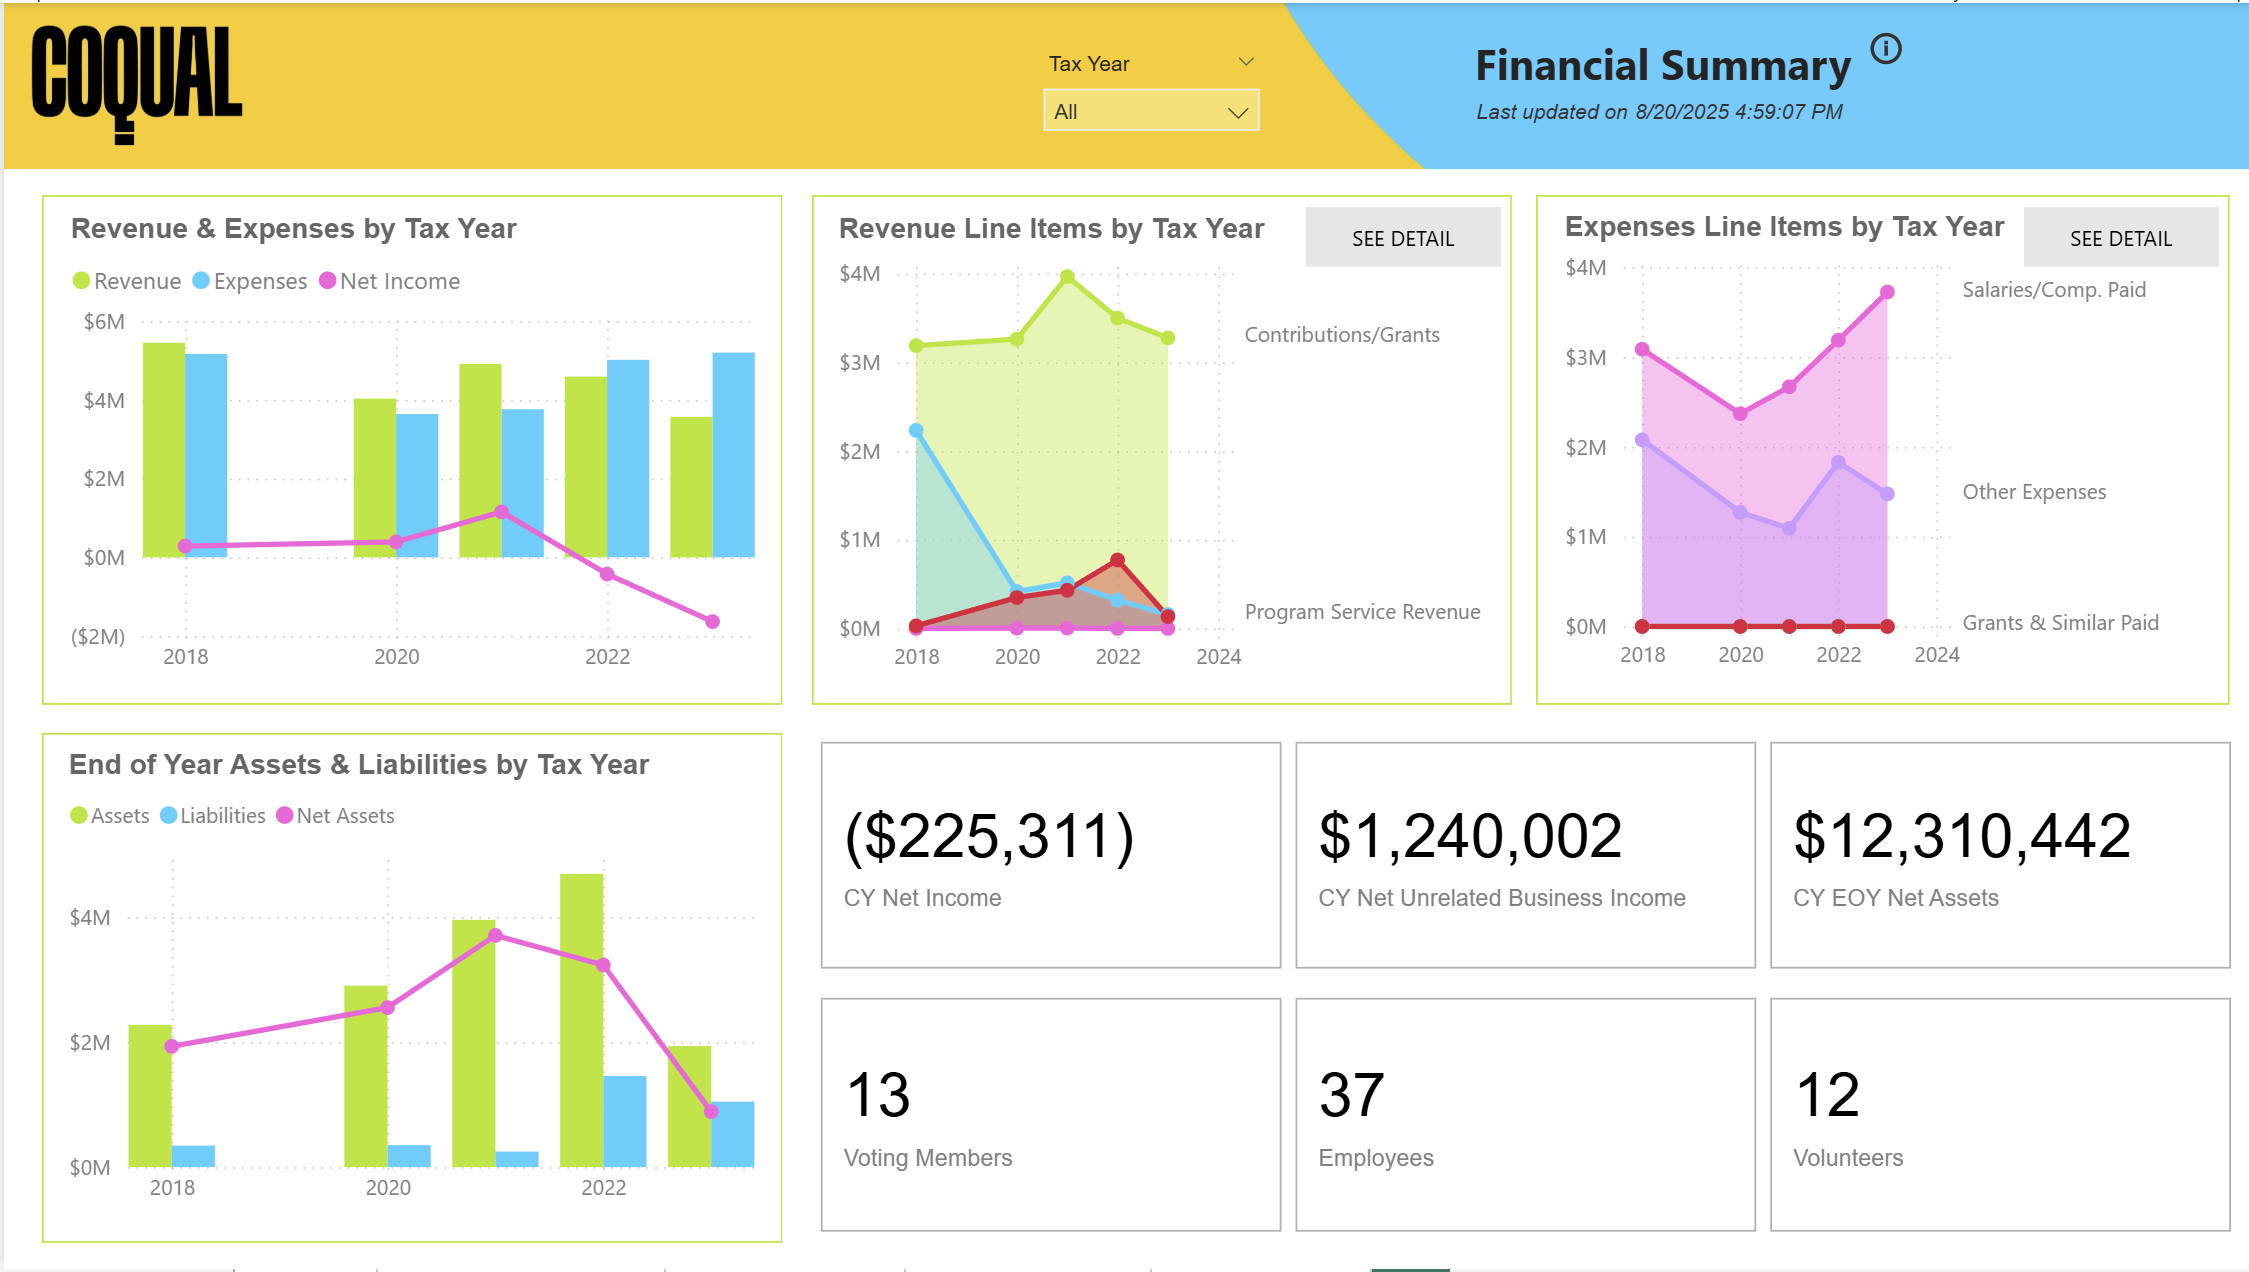 COQUAL
Tax Year
All
Financial Summary
Last updated on 8/20/2025 4:59:07 PM
Revenue & Expenses by Tax Year
Revenue Expenses Net Income
$6M
$4M
$2M
$0M
($2M)
2018 2020 2022
Revenue Line Items by Tax Year
SEE DETAIL
$4M
$3M
$2M
$1M
$0M
Contributions/Grants
Program Service Revenue
2018 2020 2022 2024
Expenses Line Items by Tax Year
SEE DETAIL
$4M
$3M
$2M
$1M
$0M
Salaries/Comp. Paid
Other Expenses
Grants & Similar Paid
2018 2020 2022 2024
End of Year Assets & Liabilities by Tax Year
Assets Liabilities Net Assets
$4M
$2M
$0M
2018 2020 2022
($225,311)
CY Net Income
$1,240,002
CY Net Unrelated Business Income
$12,310,442
CY EOY Net Assets
13
Voting Members
37
Employees
12
Volunteers